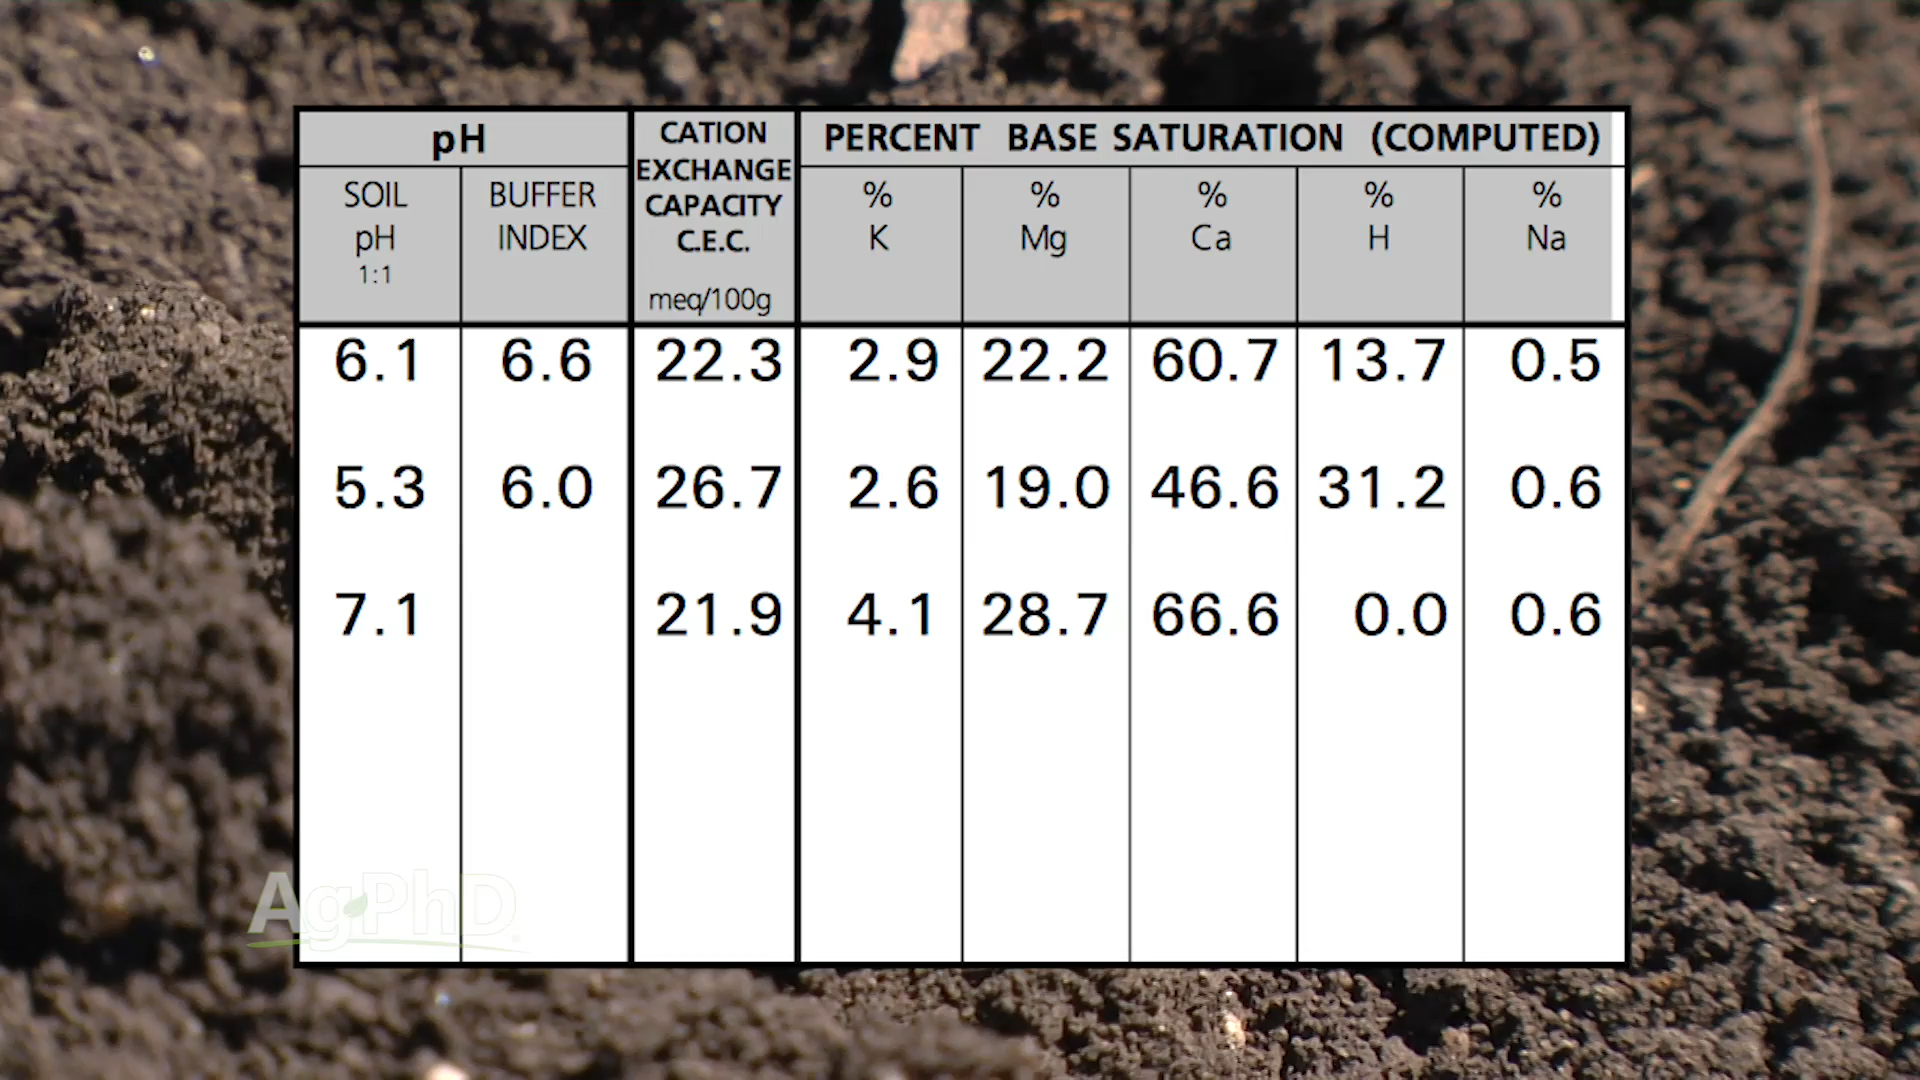 pH
CATION EXCHANGE CAPACITY C.E.C.
meq/100g
PERCENT BASE SATURATION (COMPUTED)
SOIL pH 1:1
BUFFER INDEX
% K
% Mg
% Ca
% H
% Na
6.1 6.6 22.3 2.9 22.2 60.7 13.7 0.5
5.3 6.0 26.7 2.6 19.0 46.6 31.2 0.6
7.1 21.9 4.1 28.7 66.6 0.0 0.6
AgPhD